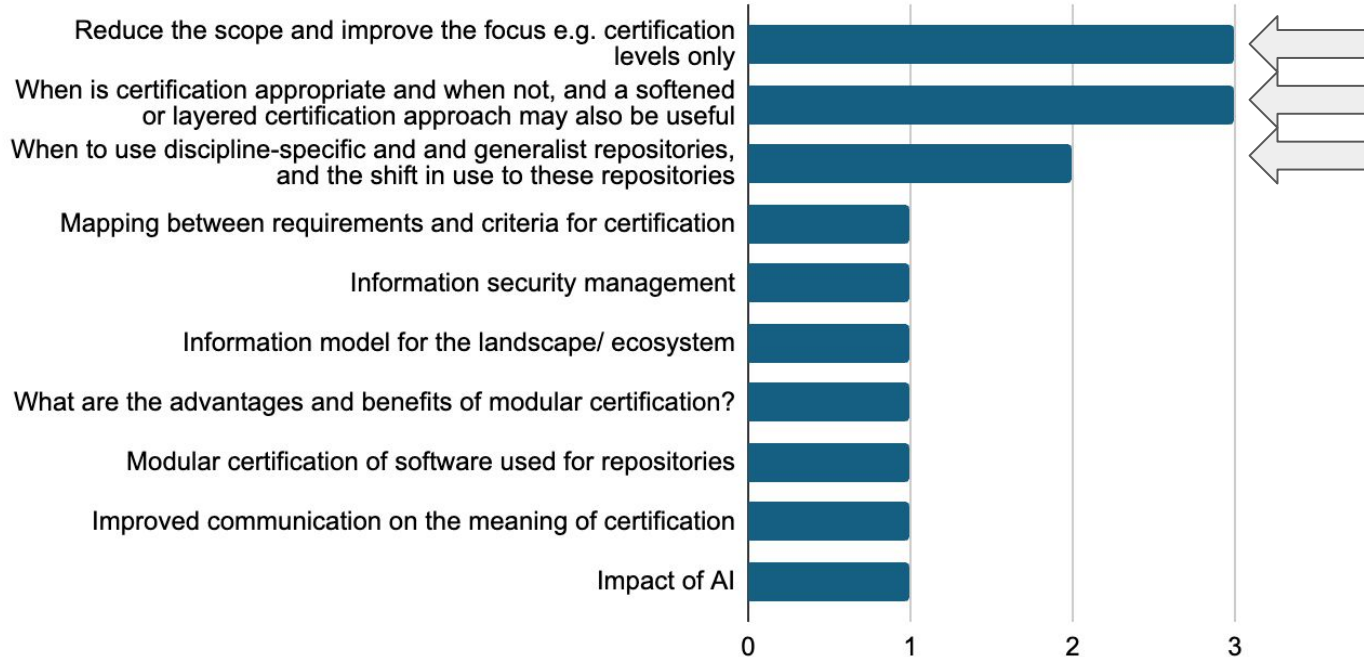 Reduce the scope and improve the focus e.g. certification
levels only
When is certification appropriate and when not, and a softened
or layered certification approach may also be useful
When to use discipline-specific and and generalist repositories,
and the shift in use to these repositories
Mapping between requirements and criteria for certification
Information security management
Information model for the landscape/ ecosystem
What are the advantages and benefits of modular certification?
Modular certification of software used for repositories
Improved communication on the meaning of certification
Impact of AI
0 1 2 3